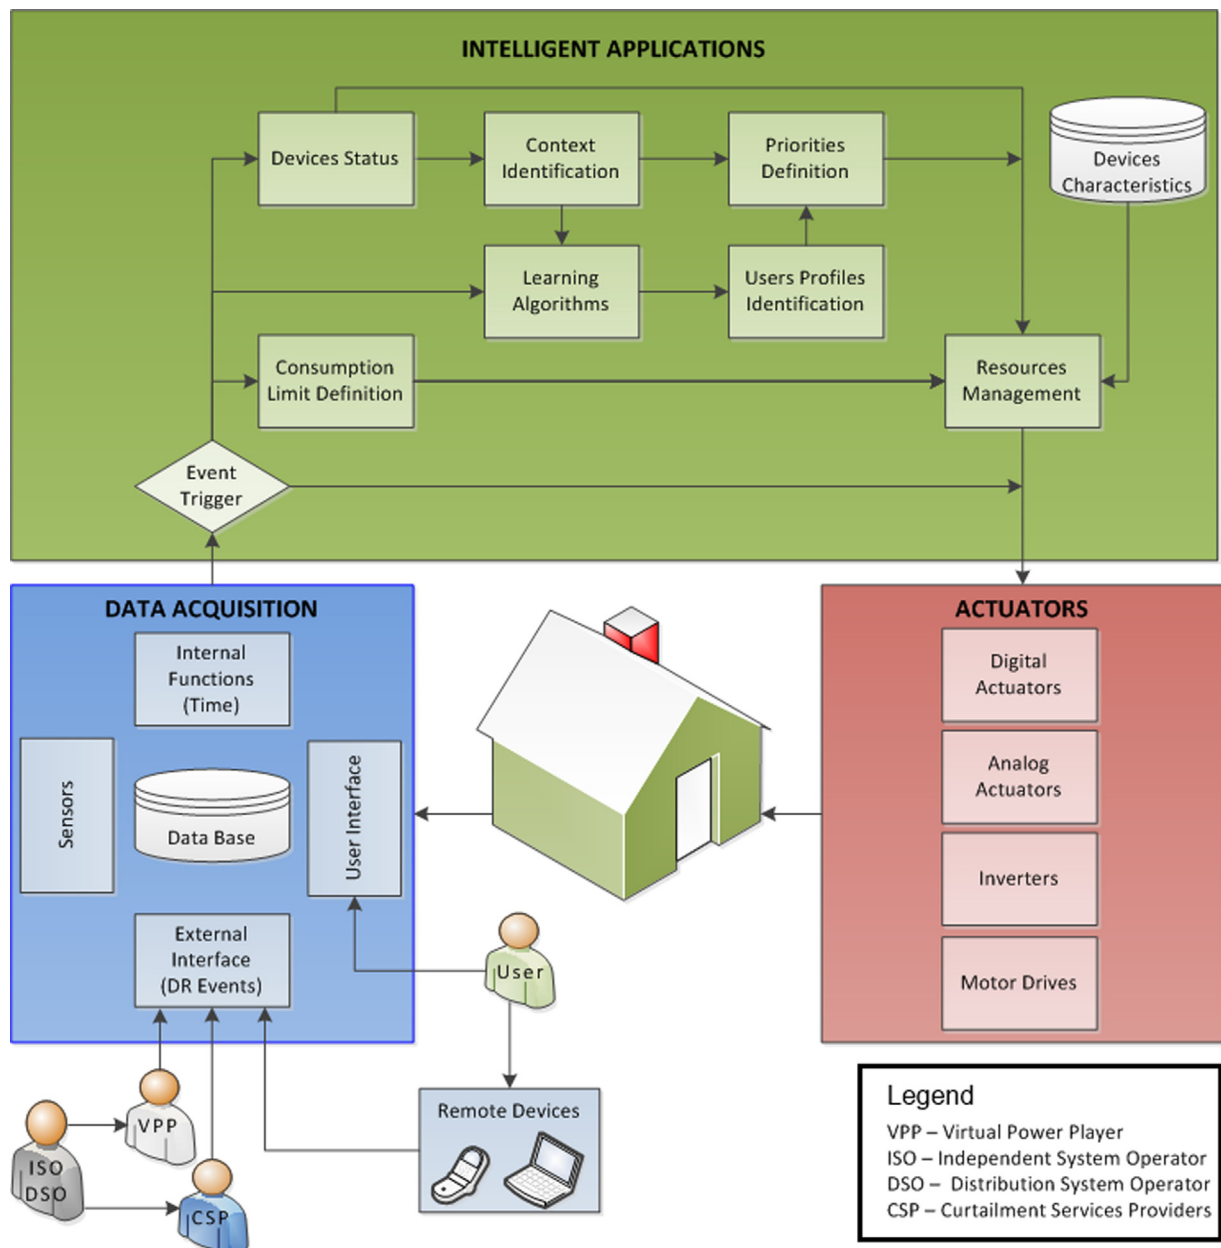 INTELLIGENT APPLICATIONS
Devices Status
Context
Identification
Priorities
Definition
Devices
Characteristics
Learning
Algorithms
Users Profiles
Identification
Consumption
Limit Definition
Resources
Management
Event
Trigger
DATA ACQUISITION
Internal
Functions
(Time)
Sensors
Data Base
User Interface
External
Interface
(DR Events)
ACTUATORS
Digital
Actuators
Analog
Actuators
Inverters
Motor Drives
User
Remote Devices
VPP
ISO
DSO
CSP
Legend
VPP – Virtual Power Player
ISO – Independent System Operator
DSO – Distribution System Operator
CSP – Curtailment Services Providers